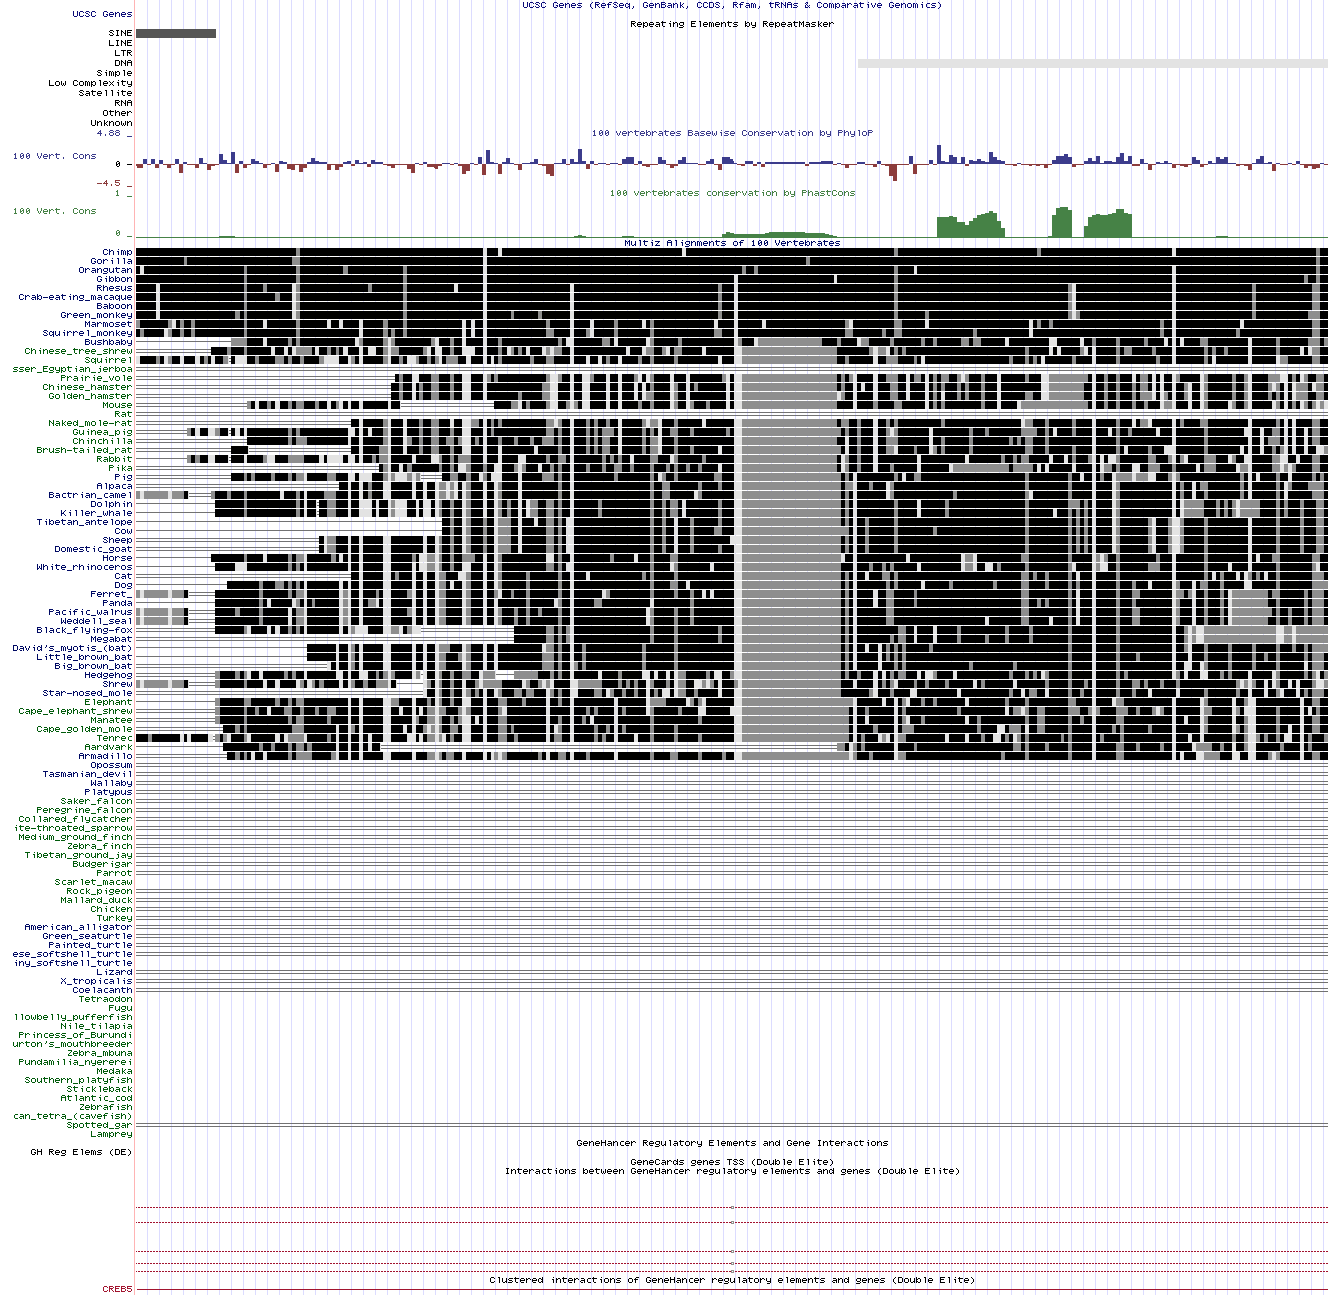 UCSC Genes (RefSeq, GenBank, CCDS, Rfam, tRNAs & Comparative Genomics)
UCSC Genes
Repeating Elements by RepeatMasker
SINE
LINE
LTR
DNA
Simple
Low Complexity
Satellite
RNA
Other
Unknown
4.88 _
100 vertebrates Basewise Conservation by PhyloP
100 Vert. Cons
0 _
-4.5 _
100 vertebrates conservation by PhastCons
1 _
100 Vert. Cons
0 _
Multiz Alignments of 100 Vertebrates
Chimp
Gorilla
Orangutan
Gibbon
Rhesus
Crab-eating_macaque
Baboon
Green_monkey
Marmoset
Squirrel_monkey
Bushbaby
Chinese_tree_shrew
Squirrel
sser_Egyptian_jerboa
Prairie_vole
Chinese_hamster
Golden_hamster
Mouse
Rat
Naked_mole-rat
Guinea_pig
Chinchilla
Brush-tailed_rat
Rabbit
Pika
Pig
Alpaca
Bactrian_camel
Dolphin
Killer_whale
Tibetan_antelope
Cow
Sheep
Domestic_goat
Horse
White_rhinoceros
Cat
Dog
Ferret_
Panda
Pacific_walrus
Weddell_seal
Black_flying-fox
Megabat
David's_myotis_(bat)
Little_brown_bat
Big_brown_bat
Hedgehog
Shrew
Star-nosed_mole
Elephant
Cape_elephant_shrew
Manatee
Cape_golden_mole
Tenrec
Aardvark
Armadillo
Opossum
Tasmanian_devil
Wallaby
Platypus
Saker_falcon
Peregrine_falcon
Collared_flycatcher
ite-throated_sparrow
Medium_ground_finch
Zebra_finch
Tibetan_ground_jay
Budgerigar
Parrot
Scarlet_macaw
Rock_pigeon
Mallard_duck
Chicken
Turkey
American_alligator
Green_seaturtle
Painted_turtle
ese_softshell_turtle
iny_softshell_turtle
Lizard
X_tropicalis
Coelacanth
Tetraodon
Fugu
llowbelly_pufferfish
Nile_tilapia
Princess_of_Burundi
urton's_mouthbreeder
Zebra_mbuna
Pundamilia_nyererei
Medaka
Southern_platyfish
Stickleback
Atlantic_cod
Zebrafish
can_tetra_(cavefish)
Spotted_gar
Lamprey
GeneHancer Regulatory Elements and Gene Interactions
GH Reg Elems (DE)
GeneCards genes TSS (Double Elite)
Interactions between GeneHancer regulatory elements and genes (Double Elite)
Clustered interactions of GeneHancer regulatory elements and genes (Double Elite)
CREB5